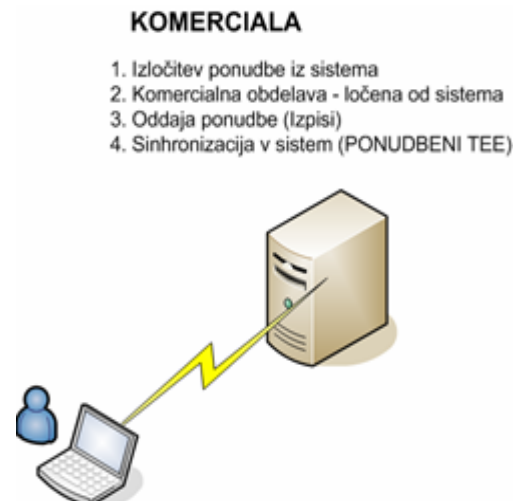 KOMERCIALA
1. Izločitev ponudbe iz sistema
2. Komercialna obdelava - ločena od sistema
3. Oddaja ponudbe (Izpisi)
4. Sinhronizacija v sistem (PONUDBENI TEE)